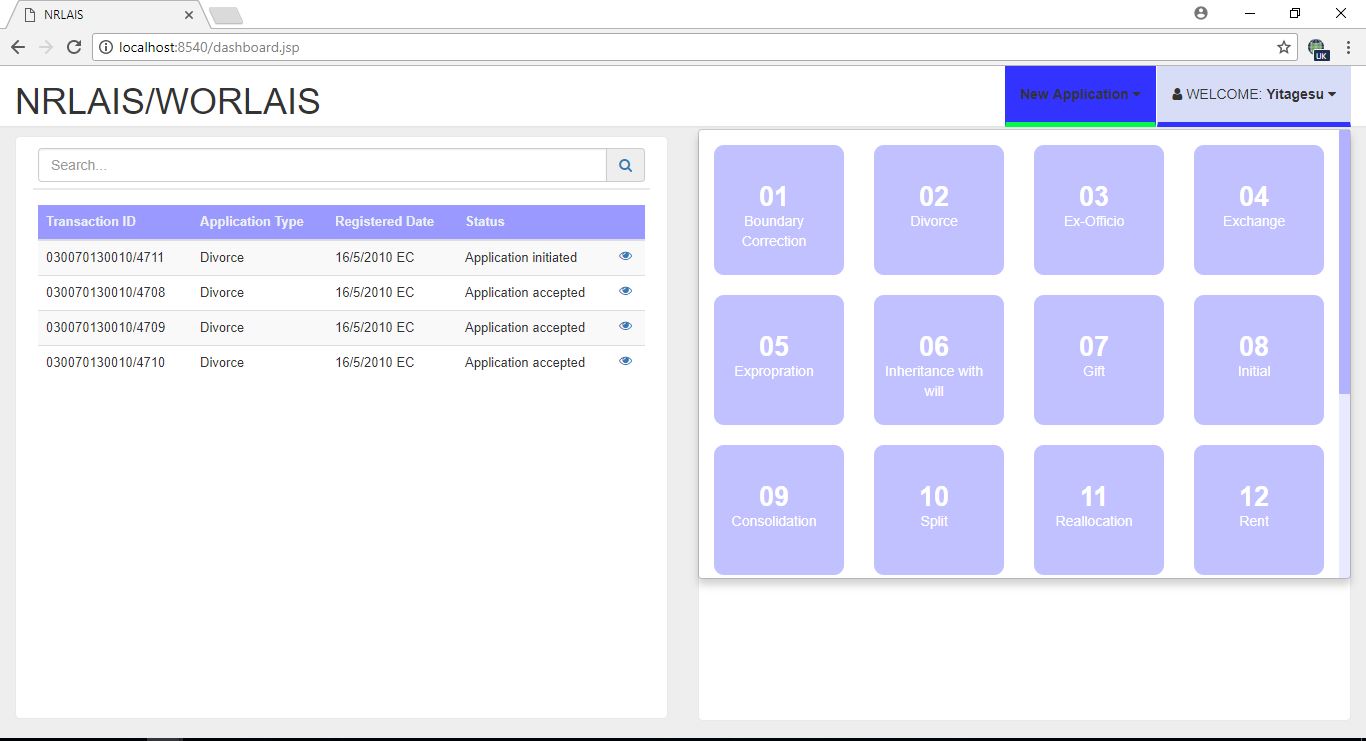 NRLAIS
localhost:8540/dashboard.jsp
UK
NRLAIS/WORLAIS
New Application
WELCOME: Yitagesu
Search...
Transaction ID Application Type Registered Date Status
030070130010/4711 Divorce 16/5/2010 EC Application initiated
030070130010/4708 Divorce 16/5/2010 EC Application accepted
030070130010/4709 Divorce 16/5/2010 EC Application accepted
030070130010/4710 Divorce 16/5/2010 EC Application accepted
01
Boundary
Correction
02
Divorce
03
Ex-Officio
04
Exchange
05
Expropration
06
Inheritance with
will
07
Gift
08
Initial
09
Consolidation
10
Split
11
Reallocation
12
Rent